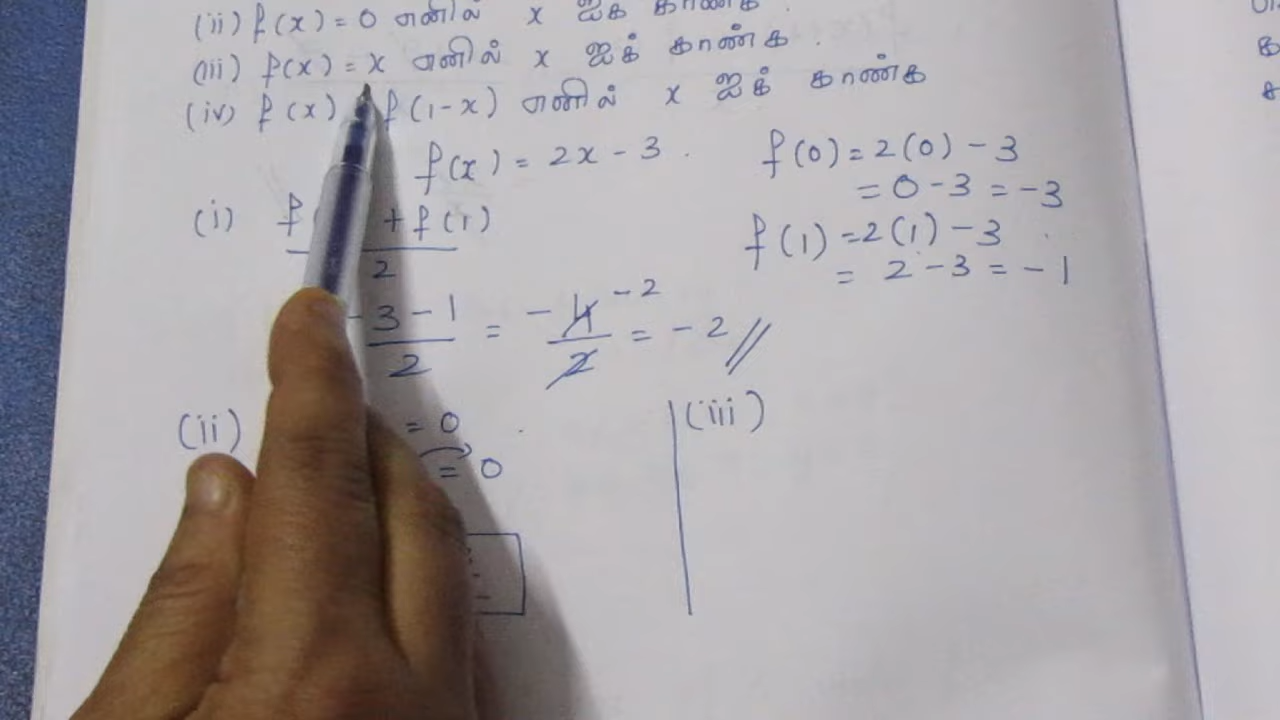 (ii) f(x) = 0 எனில் x ஐக் காண்க.
(iii) f(x) = x எனில் x ஐக் காண்க.
(iv) f(x) f(1-x) எனில் x ஐக் காண்க
f(x) = 2x - 3.
f(0) = 2(0) - 3
= 0 - 3 = -3
f(1) = 2(1) - 3
= 2 - 3 = -1
(i) f + f(1)
2
-3 - 1 / 2 = -4 / 2 -2 = -2 //
(ii) = 0
= 0
(iii)